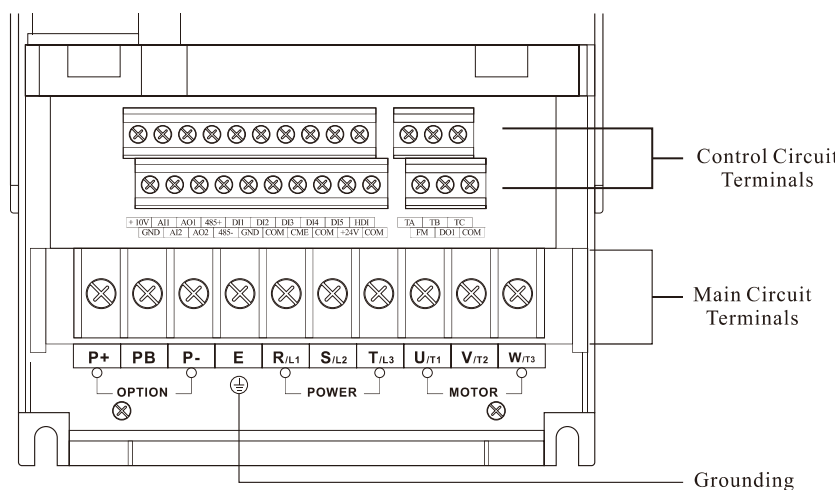 Control Circuit
Terminals
+10V AI1 AO1 485+ DI1 DI2 DI3 DI4 DI5 HDI TA TB TC
GND AI2 AO2 485- GND COM CME COM +24V COM FM DO1 COM
Main Circuit
Terminals
P+ PB P- E R/L1 S/L2 T/L3 U/T1 V/T2 W/T3
OPTION POWER MOTOR
Grounding